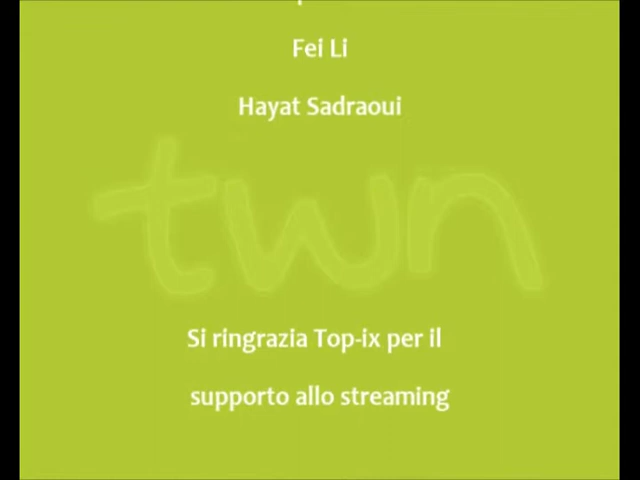 Fei Li
Hayat Sadraoui
twn
Si ringrazia Top-ix per il
supporto allo streaming